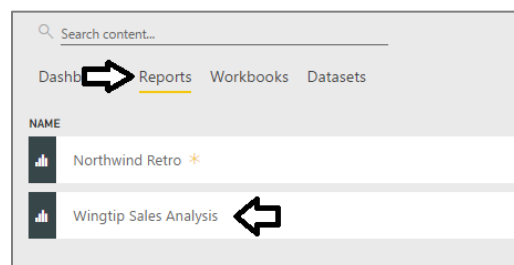 Search content...
Dashb Reports Workbooks Datasets
NAME
Northwind Retro
Wingtip Sales Analysis